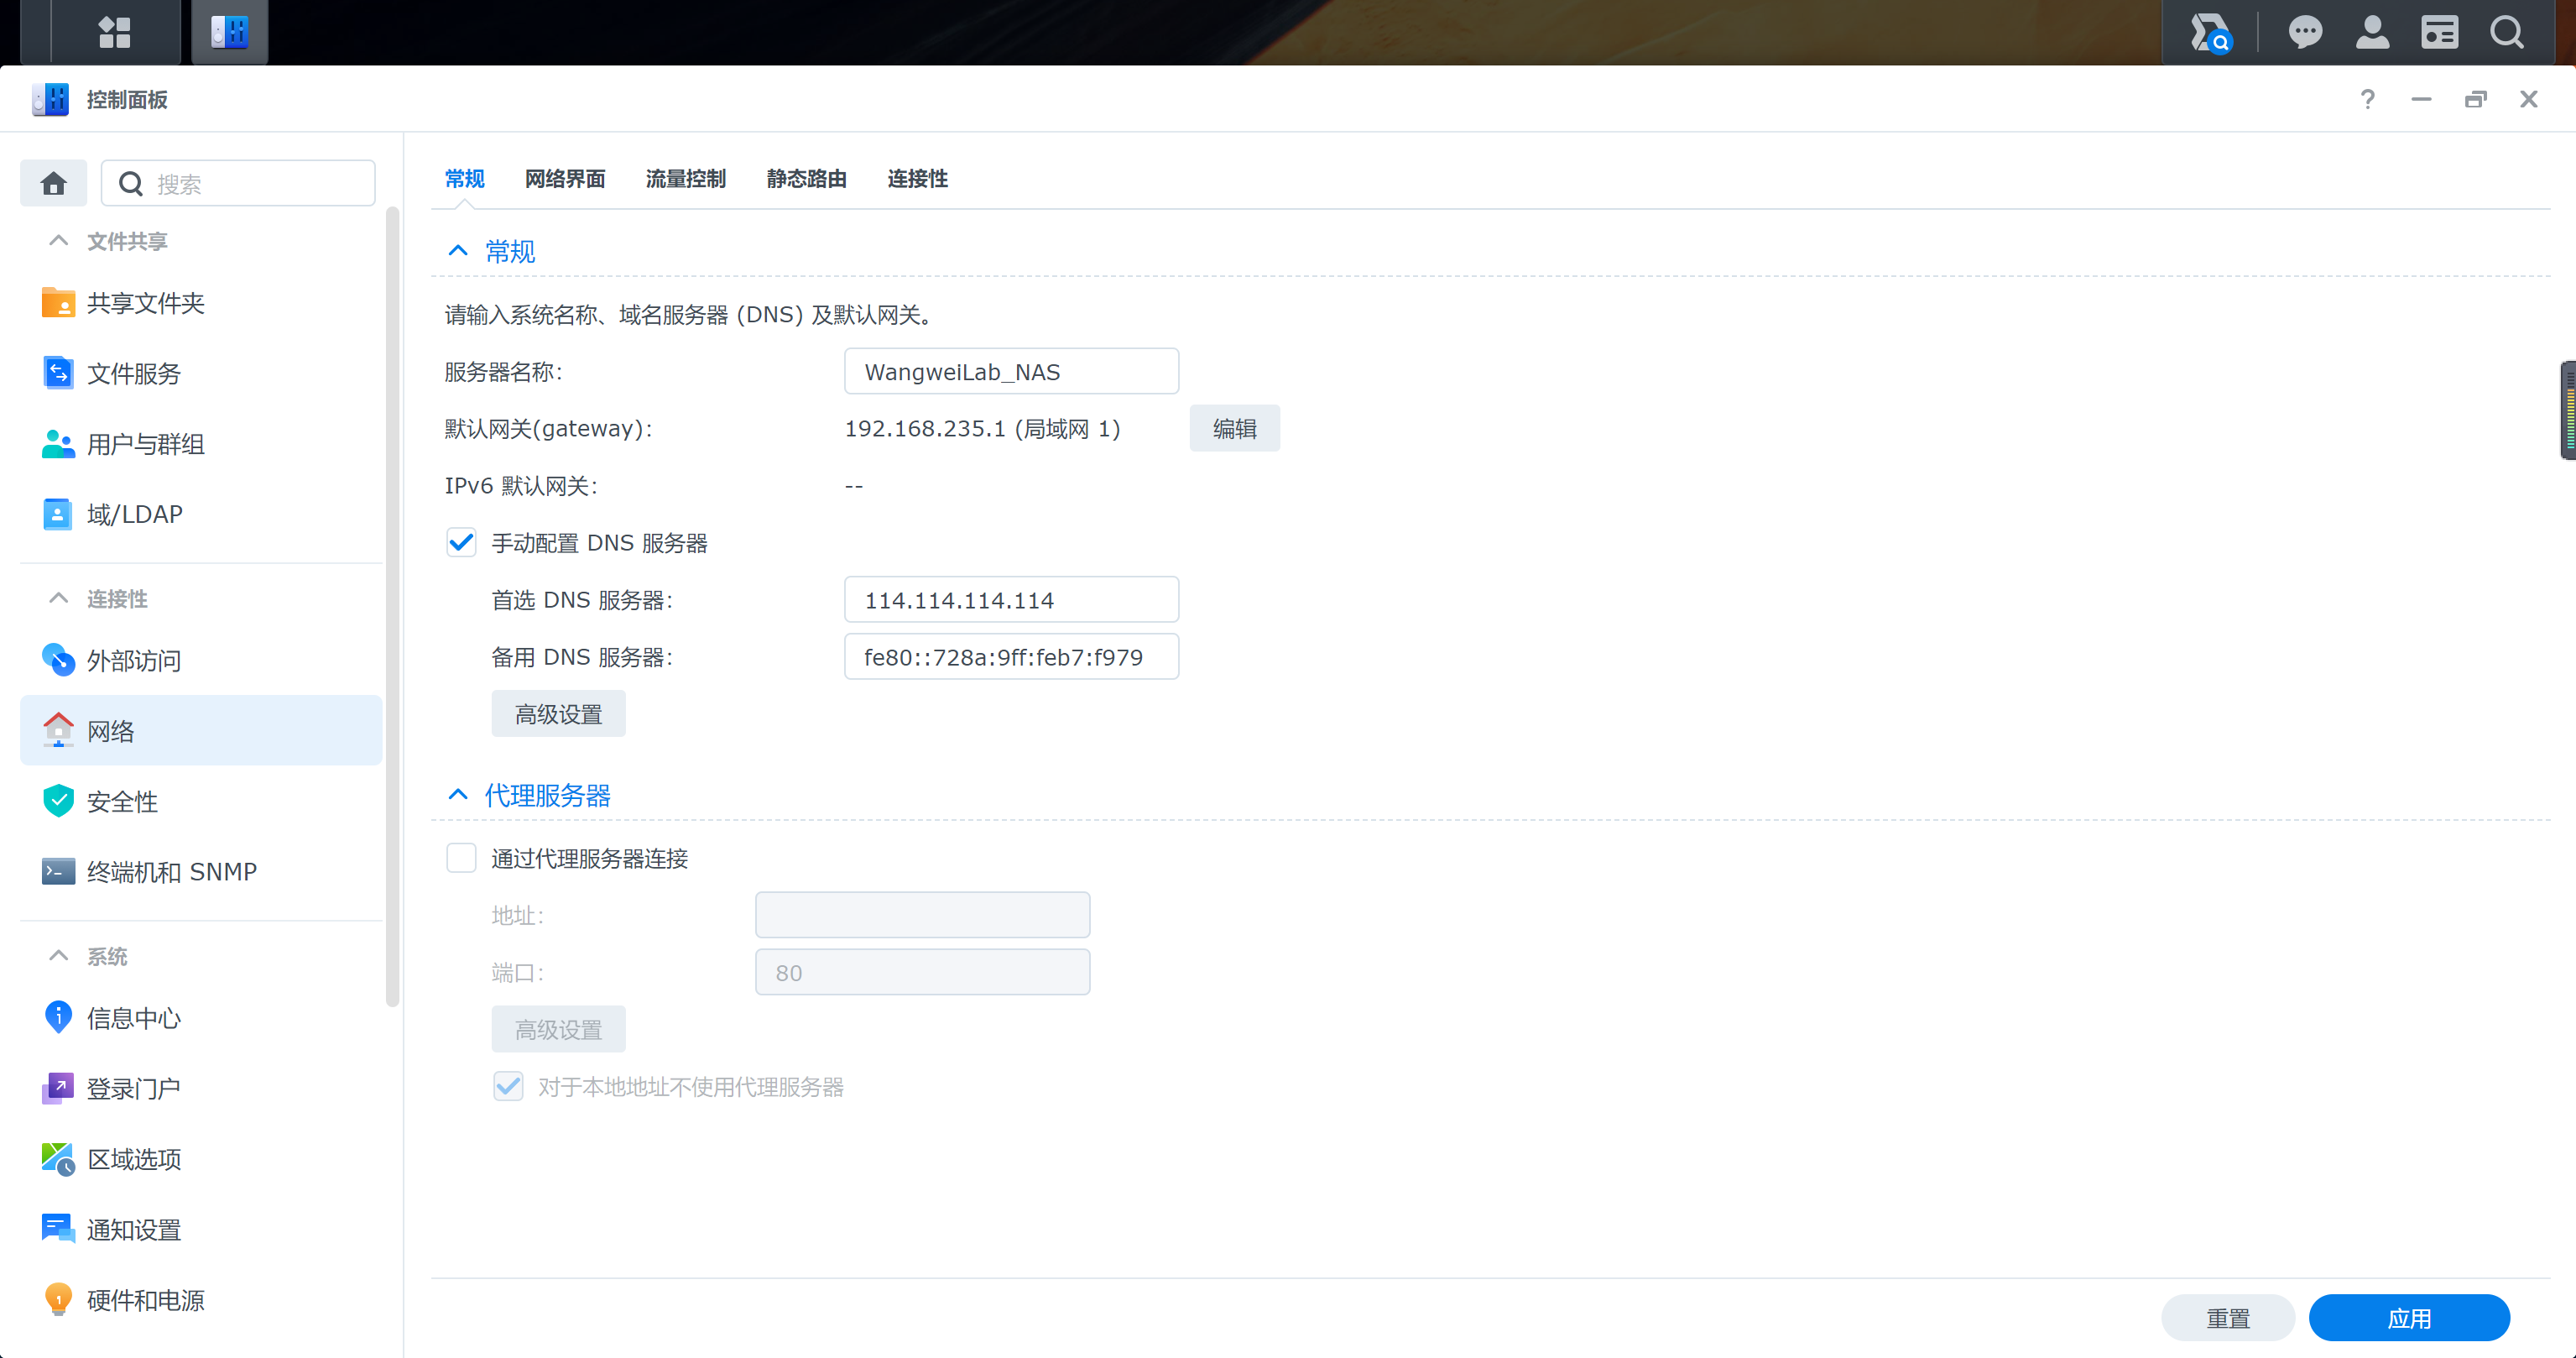 控制面板
搜索
文件共享
共享文件夹
文件服务
用户与群组
域/LDAP
连接性
外部访问
网络
安全性
终端机和 SNMP
系统
信息中心
登录门户
区域选项
通知设置
硬件和电源
常规 网络界面 流量控制 静态路由 连接性
常规
请输入系统名称、域名服务器 (DNS) 及默认网关。
服务器名称: WangweiLab_NAS
默认网关(gateway): 192.168.235.1 (局域网 1) 编辑
IPv6 默认网关: --
手动配置 DNS 服务器
首选 DNS 服务器: 114.114.114.114
备用 DNS 服务器: fe80::728a:9ff:feb7:f979
高级设置
代理服务器
通过代理服务器连接
地址:
端口: 80
高级设置
对于本地地址不使用代理服务器
重置 应用